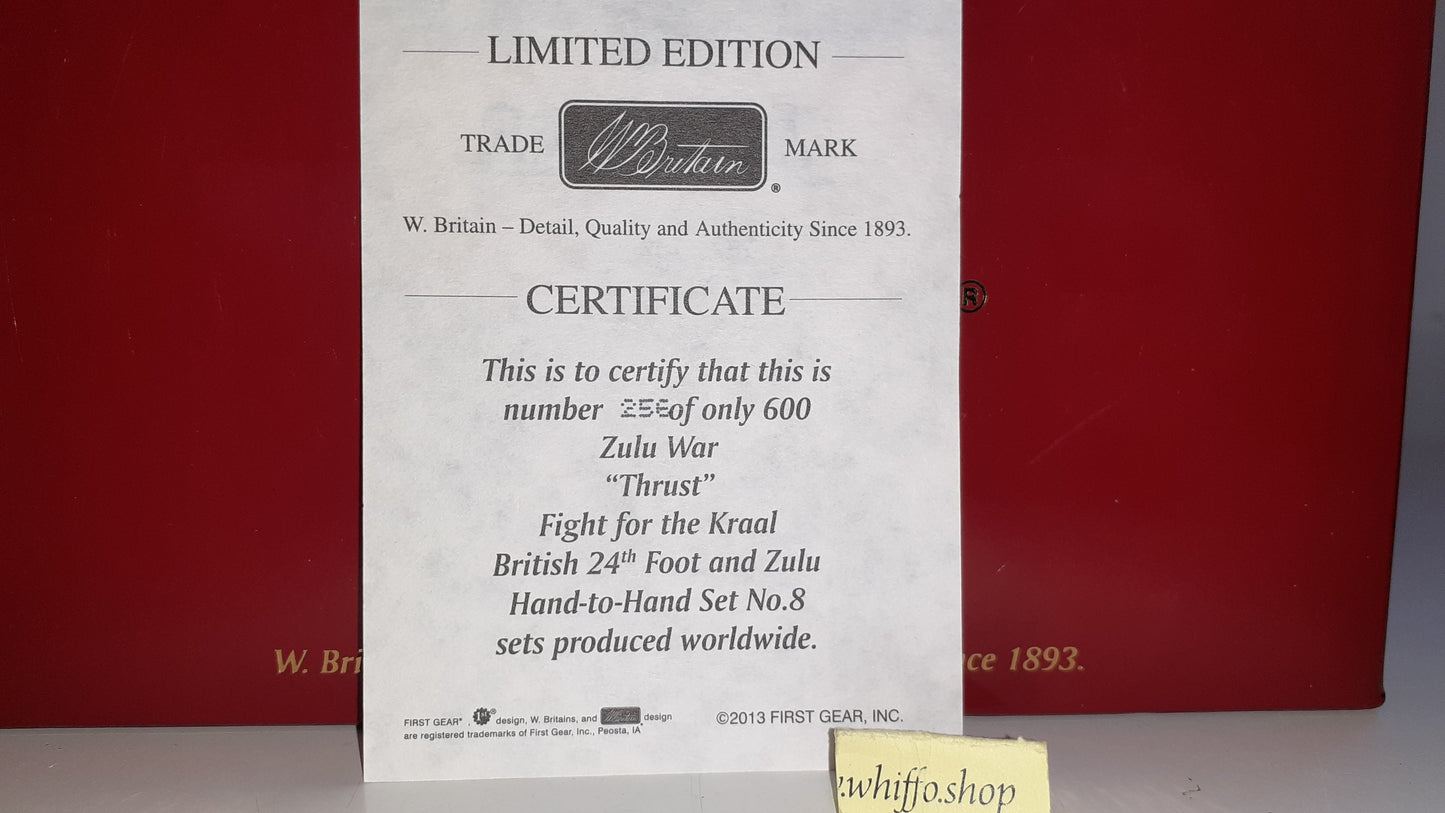 LIMITED EDITION
TRADE W Britain ® MARK
W. Britain – Detail, Quality and Authenticity Since 1893.
CERTIFICATE
®
This is to certify that this is
number 256 of only 600
Zulu War
“Thrust”
Fight for the Kraal
British 24th Foot and Zulu
Hand-to-Hand Set No.8
sets produced worldwide.
W. Bri
ce 1893.
FIRST GEAR® , ® design, W. Britains, and W Britain design
are registered trademarks of First Gear, Inc., Peosta, IA
©2013 FIRST GEAR, INC.
.whiffo.shop